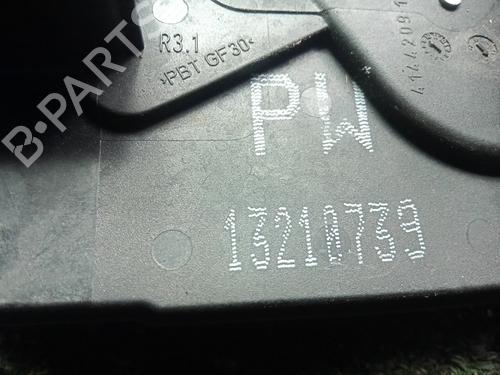 R3.1
>PBT GF30<
PW
13210739
B-PARTS